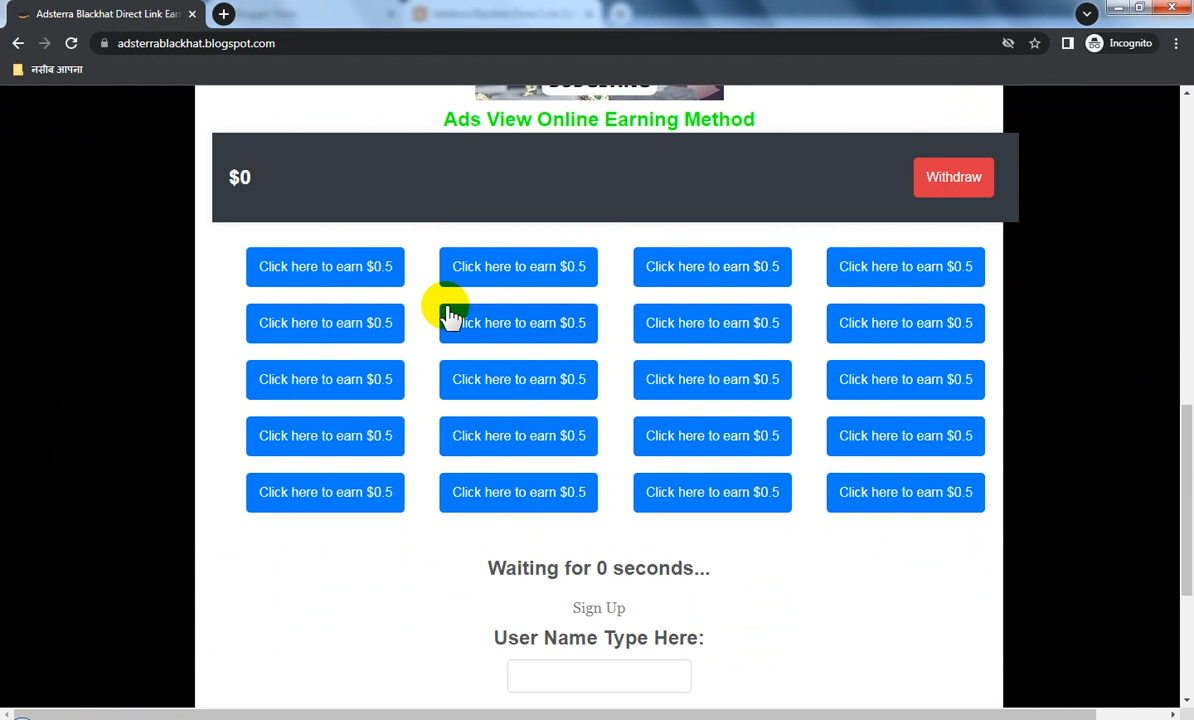 Adsterra Blackhat Direct Link Ear
adsterrablackhat.blogspot.com
Incognito
नसीब आपना
Ads View Online Earning Method
$0
Withdraw
Click here to earn $0.5 Click here to earn $0.5 Click here to earn $0.5 Click here to earn $0.5
Click here to earn $0.5 Click here to earn $0.5 Click here to earn $0.5 Click here to earn $0.5
Click here to earn $0.5 Click here to earn $0.5 Click here to earn $0.5 Click here to earn $0.5
Click here to earn $0.5 Click here to earn $0.5 Click here to earn $0.5 Click here to earn $0.5
Click here to earn $0.5 Click here to earn $0.5 Click here to earn $0.5 Click here to earn $0.5
Waiting for 0 seconds...
Sign Up
User Name Type Here: